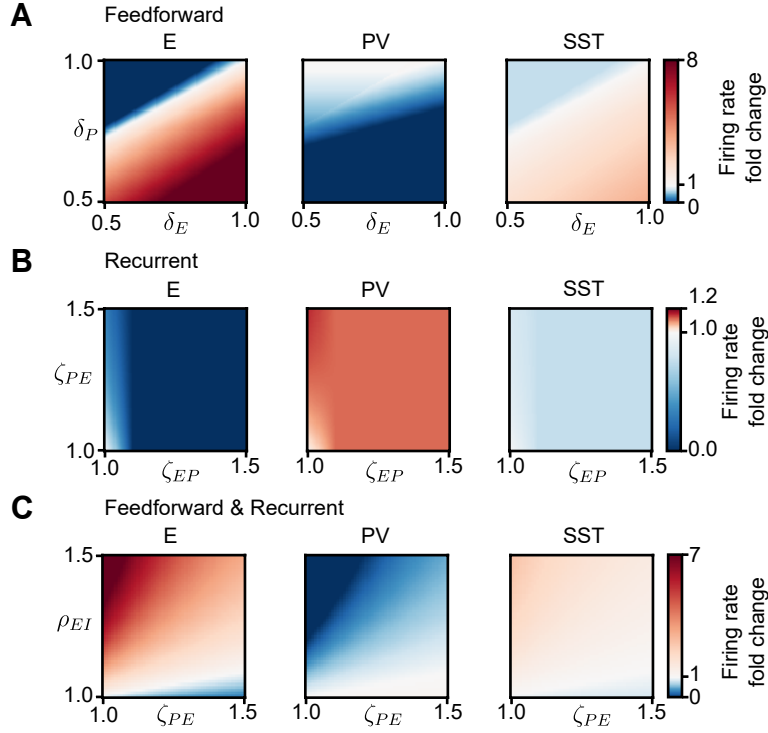 A Feedforward
E PV SST
1.0 8
δ_P Firing rate
fold change
1
0.5 0
0.5 1.0 0.5 1.0 0.5 1.0
δ_E δ_E δ_E
B Recurrent
E PV SST
1.5 1.2
1.0
ζ_PE Firing rate
fold change
1.0 0.0
1.0 1.5 1.0 1.5 1.0 1.5
ζ_EP ζ_EP ζ_EP
C Feedforward & Recurrent
E PV SST
1.5 7
ρ_EI Firing rate
fold change
1
1.0 0
1.0 1.5 1.0 1.5 1.0 1.5
ζ_PE ζ_PE ζ_PE